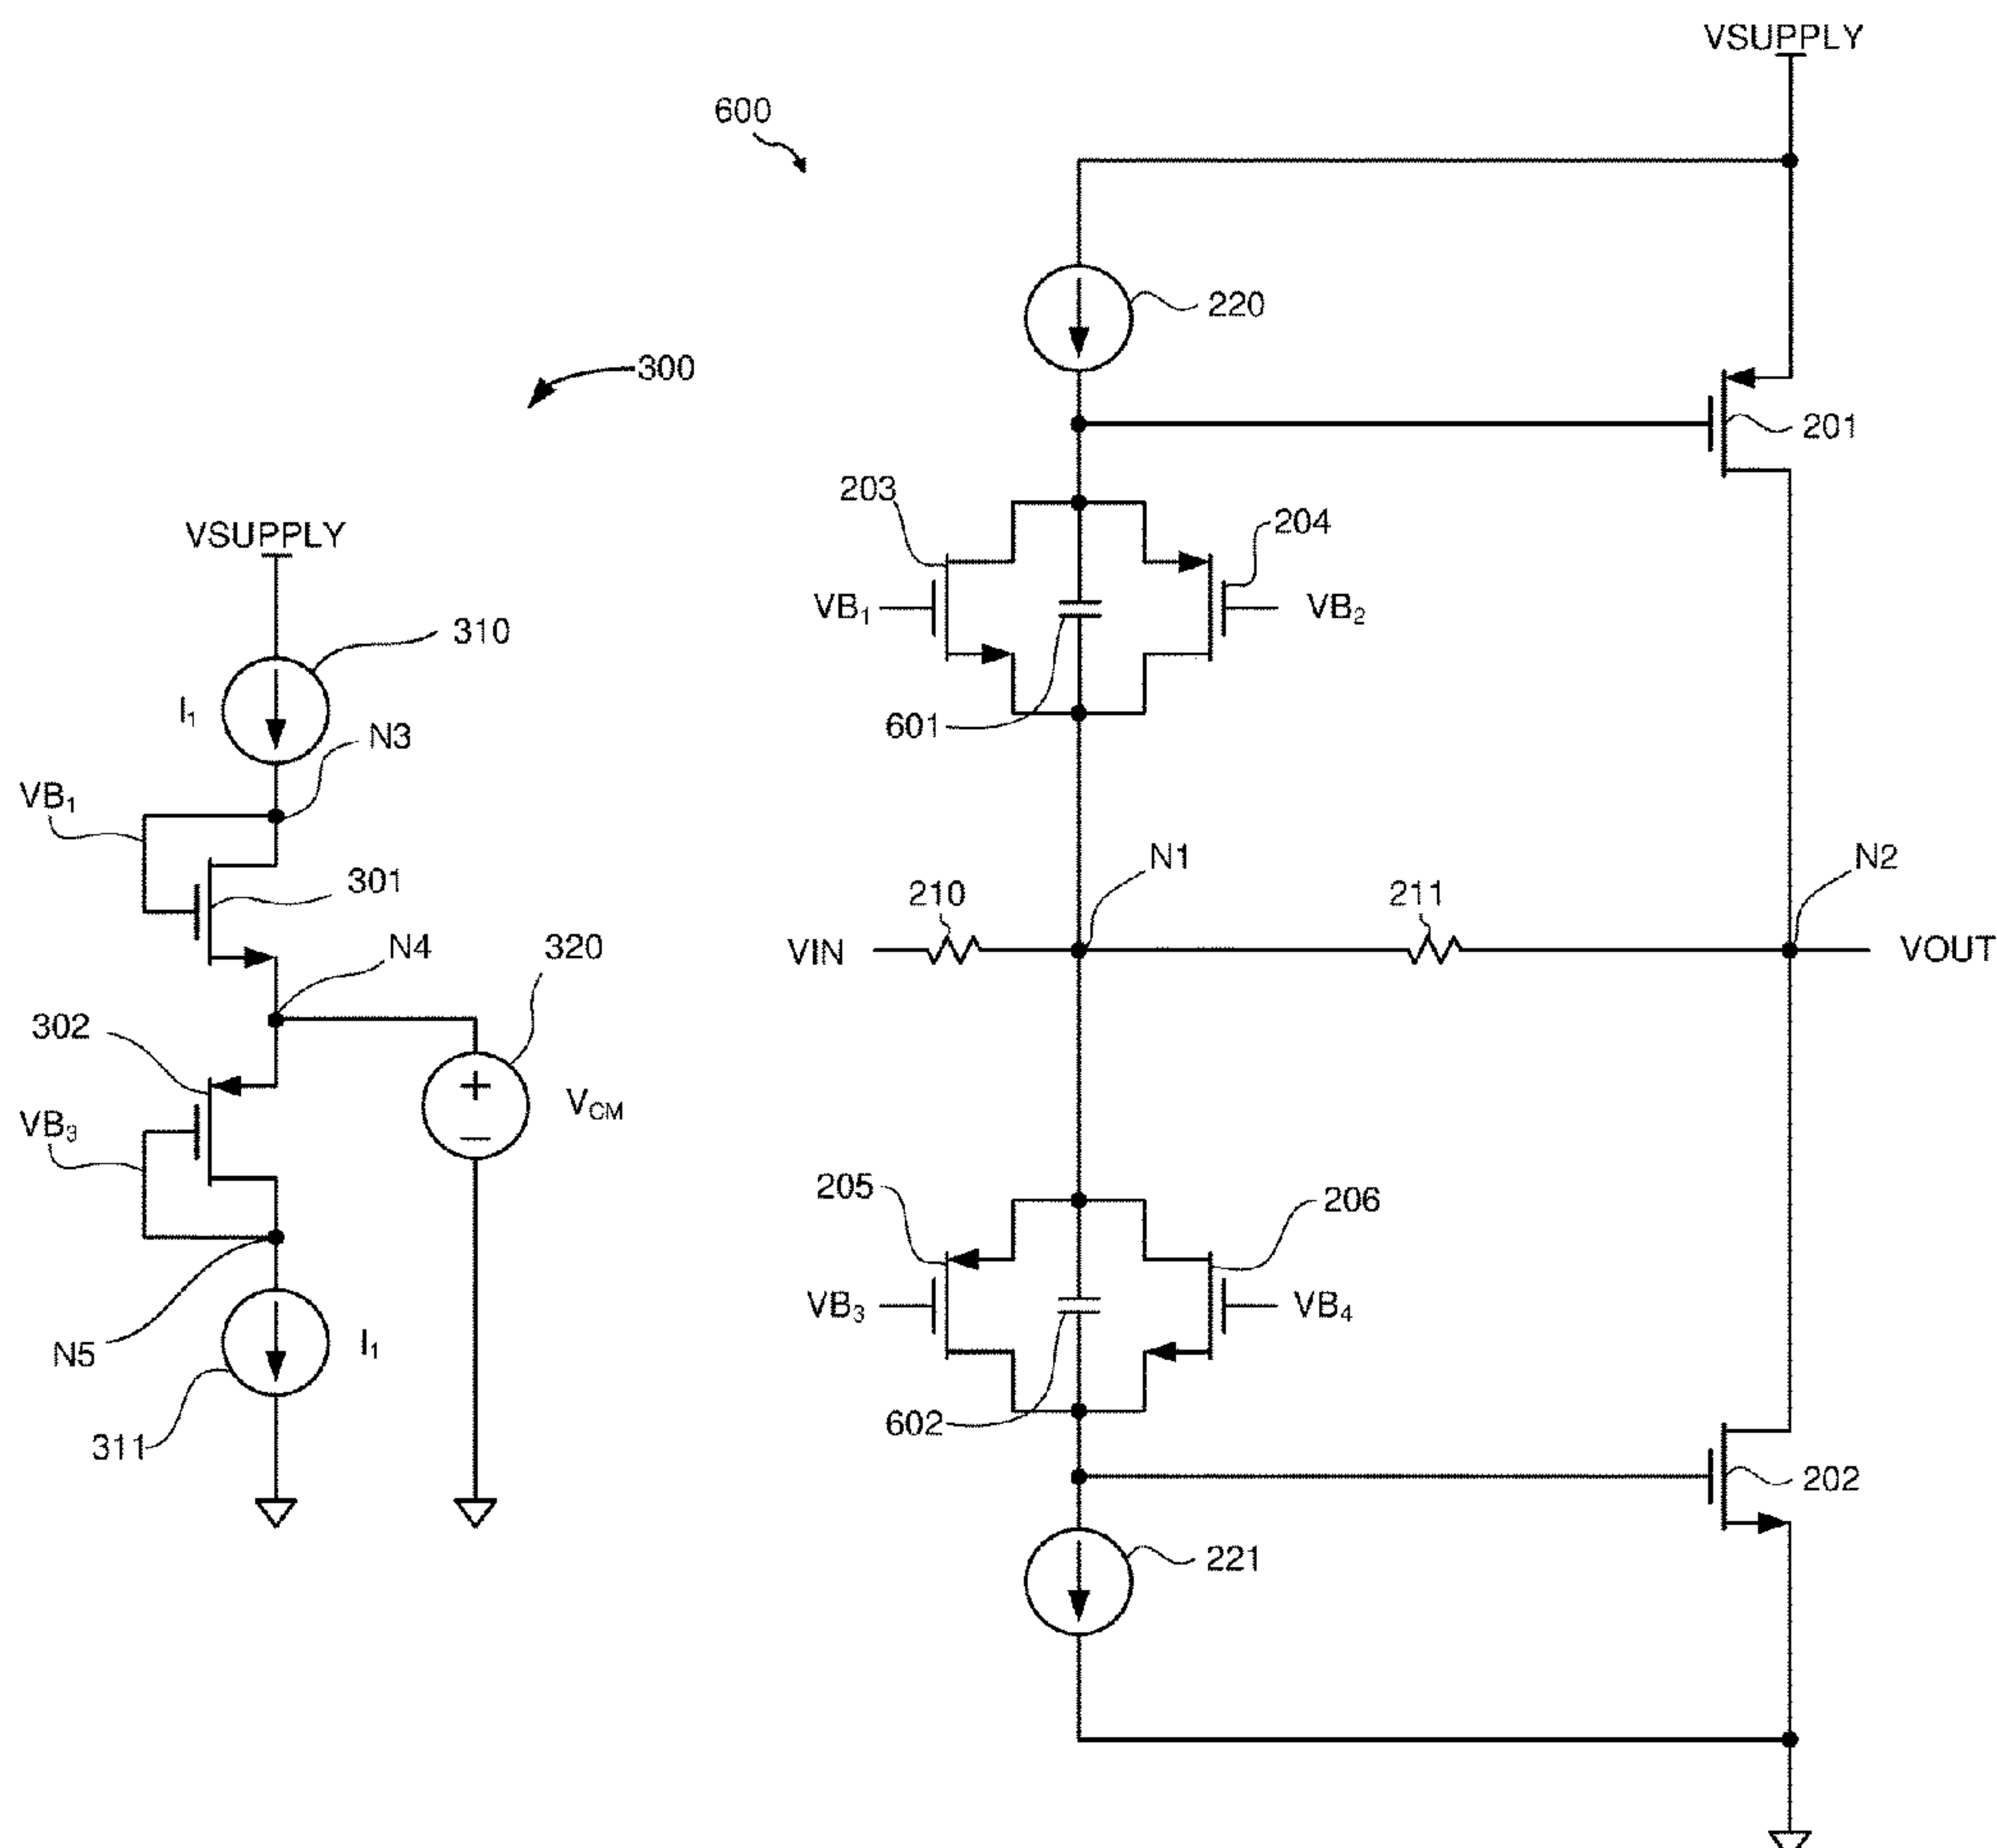 VSUPPLY
600
220
300
201
203
204
VSUPPLY
VB₁
VB₂
310
I₁
601
N3
VB₁
N1
N2
301
210
211
N4
320
VIN
VOUT
302
V_CM
VB₃
205
206
VB₃
VB₄
N5
I₁
602
311
202
221